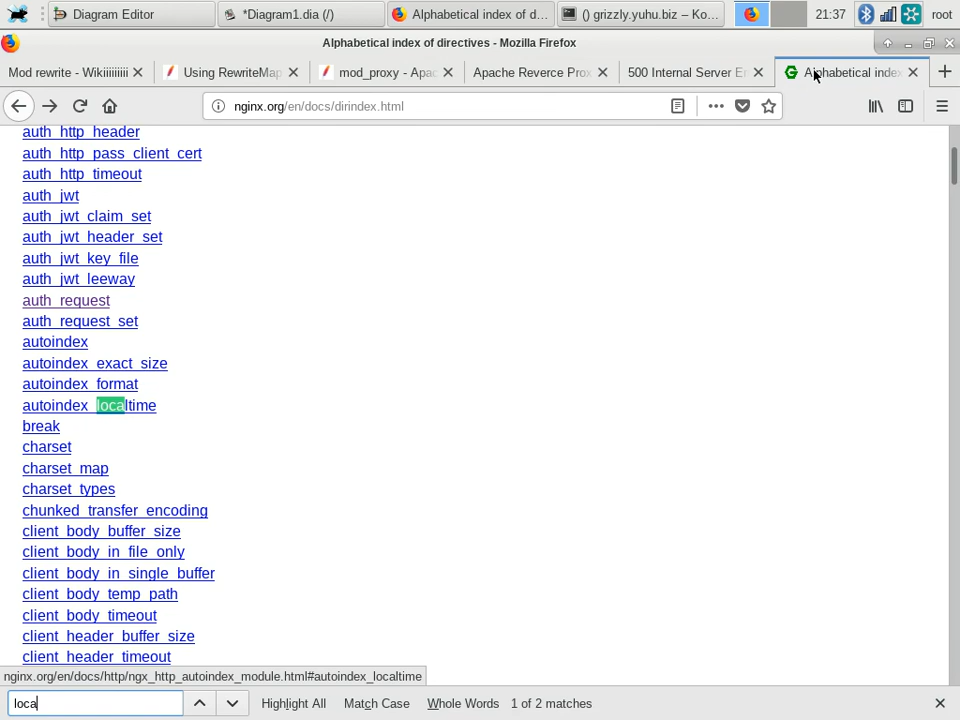 Diagram Editor
*Diagram1.dia (/)
Alphabetical index of d...
() grizzly.yuhu.biz – Ko...
21:37
root
Alphabetical index of directives - Mozilla Firefox
Mod rewrite - Wikiiiiiiiii
Using RewriteMap
mod_proxy - Apac
Apache Reverce Prox
500 Internal Server Er
Alphabetical index
nginx.org/en/docs/dirindex.html
auth_http_header
auth_http_pass_client_cert
auth_http_timeout
auth_jwt
auth_jwt_claim_set
auth_jwt_header_set
auth_jwt_key_file
auth_jwt_leeway
auth_request
auth_request_set
autoindex
autoindex_exact_size
autoindex_format
autoindex_localtime
break
charset
charset_map
charset_types
chunked_transfer_encoding
client_body_buffer_size
client_body_in_file_only
client_body_in_single_buffer
client_body_temp_path
client_body_timeout
client_header_buffer_size
client_header_timeout
nginx.org/en/docs/http/ngx_http_autoindex_module.html#autoindex_localtime
loca
Highlight All
Match Case
Whole Words
1 of 2 matches